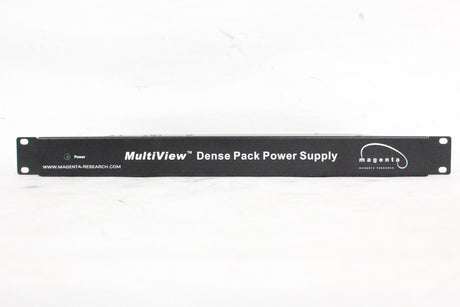 Power
WWW.MAGENTA-RESEARCH.COM
MultiView™ Dense Pack Power Supply
magenta
MAGENTA RESEARCH